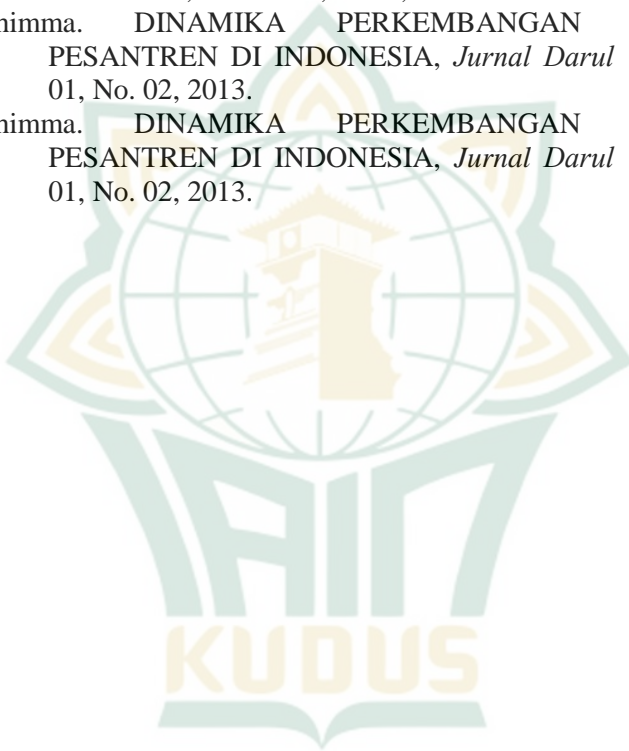 himma. DINAMIKA PERKEMBANGAN
PESANTREN DI INDONESIA, Jurnal Darul
01, No. 02, 2013.
himma. DINAMIKA PERKEMBANGAN
PESANTREN DI INDONESIA, Jurnal Darul
01, No. 02, 2013.
IAIN
KUDUS